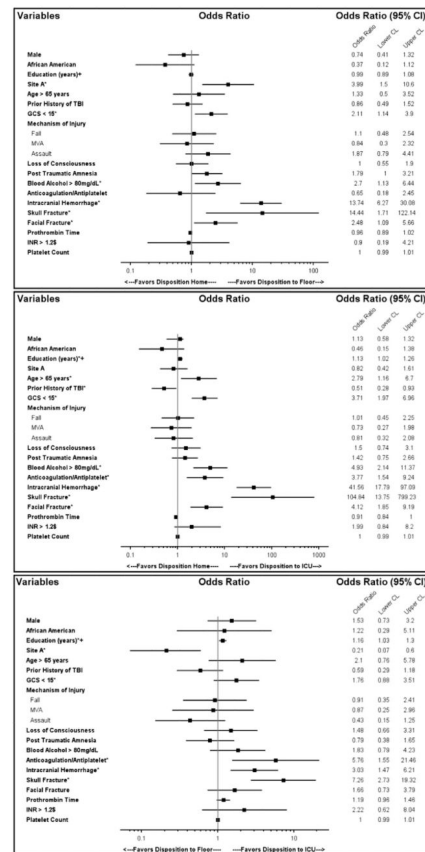 Variables Odds Ratio Odds Ratio (95% CI)
Odds Ratio Lower CL Upper CL
Male 0.74 0.41 1.32
African American 0.37 0.12 1.12
Education (years)+ 0.99 0.89 1.08
Site A* 3.89 1.5 10.6
Age > 65 years 1.33 0.5 3.52
Prior History of TBI 0.86 0.49 1.52
GCS < 15* 2.11 1.14 3.9
Mechanism of Injury
Fall 1.1 0.48 2.54
MVA 0.84 0.3 2.32
Assault 1.87 0.79 4.41
Loss of Consciousness 1 0.55 1.9
Post Traumatic Amnesia 1.79 1 3.21
Blood Alcohol > 80mg/dL* 2.7 1.13 6.44
Anticoagulation/Antiplatelet 0.65 0.18 2.45
Intracranial Hemorrhage* 13.74 6.27 30.08
Skull Fracture* 14.44 1.71 122.14
Facial Fracture* 2.48 1.09 5.66
Prothrombin Time 0.96 0.89 1.02
INR > 1.25 0.9 0.19 4.21
Platelet Count 1 0.99 1.01
0.1 1 10 100
<---Favors Disposition Home ---Favors Disposition to Floor--->
Variables Odds Ratio Odds Ratio (95% CI)
Odds Ratio Lower CL Upper CL
Male 1.13 0.58 1.32
African American 0.46 0.15 1.38
Education (years)*+ 1.13 1.02 1.26
Site A 0.82 0.42 1.61
Age > 65 years* 2.79 1.16 6.7
Prior History of TBI* 0.51 0.28 0.93
GCS < 15* 3.71 1.97 6.96
Mechanism of Injury
Fall 1.01 0.45 2.25
MVA 0.73 0.27 1.98
Assault 0.81 0.32 2.08
Loss of Consciousness 1.5 0.74 3.1
Post Traumatic Amnesia 1.42 0.75 2.66
Blood Alcohol > 80mg/dL* 4.93 2.14 11.37
Anticoagulation/Antiplatelet* 3.77 1.54 9.24
Intracranial Hemorrhage* 41.56 17.79 97.09
Skull Fracture* 104.84 13.75 799.23
Facial Fracture* 4.12 1.85 9.19
Prothrombin Time 0.91 0.84 1
INR > 1.25 1.99 0.64 6.2
Platelet Count 1 0.99 1.01
0.1 1 10 100
<---Favors Disposition Home ---Favors Disposition to ICU--->
Variables Odds Ratio Odds Ratio (95% CI)
Odds Ratio Lower CL Upper CL
Male 1.53 0.73 3.2
African American 1.22 0.29 5.11
Education (years)*+ 1.16 1.03 1.3
Site A* 0.21 0.07 0.6
Age > 65 years 2.1 0.76 5.78
Prior History of TBI 0.59 0.29 1.18
GCS < 15* 1.76 0.88 3.51
Mechanism of Injury
Fall 0.91 0.35 2.41
MVA 0.87 0.25 2.96
Assault 0.43 0.15 1.25
Loss of Consciousness 1.48 0.66 3.31
Post Traumatic Amnesia 0.79 0.38 1.65
Blood Alcohol > 80mg/dL 1.83 0.79 4.23
Anticoagulation/Antiplatelet* 5.76 1.55 21.46
Intracranial Hemorrhage* 3.03 1.47 6.21
Skull Fracture* 7.26 2.73 19.32
Facial Fracture 1.66 0.73 3.79
Prothrombin Time 1.19 0.96 1.46
INR > 1.25 2.22 0.62 8.04
Platelet Count 1 0.99 1.01
0.1 1 10
<---Favors Disposition to Floor--- ---Favors Disposition to ICU--->